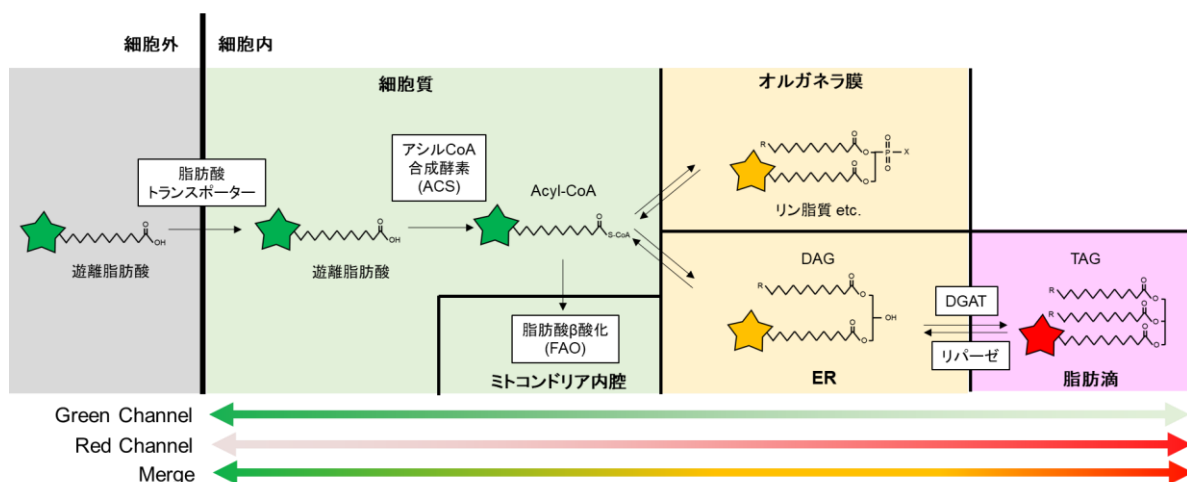 細胞外
細胞内
細胞質
オルガネラ膜
脂肪酸
トランスポーター
アシルCoA
合成酵素
(ACS)
Acyl-CoA
R
O
O
O
O
P
O
O
X
リン脂質 etc.
O
OH
遊離脂肪酸
O
OH
遊離脂肪酸
O
S-CoA
DAG
R
O
O
OH
O
O
DGAT
リパーゼ
TAG
R
O
O
R
O
O
O
O
脂肪酸β酸化
(FAO)
ミトコンドリア内腔
ER
脂肪滴
Green Channel
Red Channel
Merge